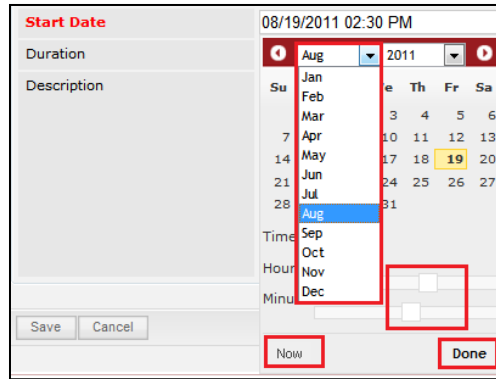 Start Date 08/19/2011 02:30 PM
Duration Aug 2011
Description Jan
Su e Th Fr Sa
Feb
Mar 3 4 5 6
7 Apr 10 11 12 13
14 May 17 18 19 20
Jun
21 Jul 24 25 26 27
28 Aug 31
Time Sep
Oct
Hour Nov
Dec
Minu
Save Cancel
Now Done